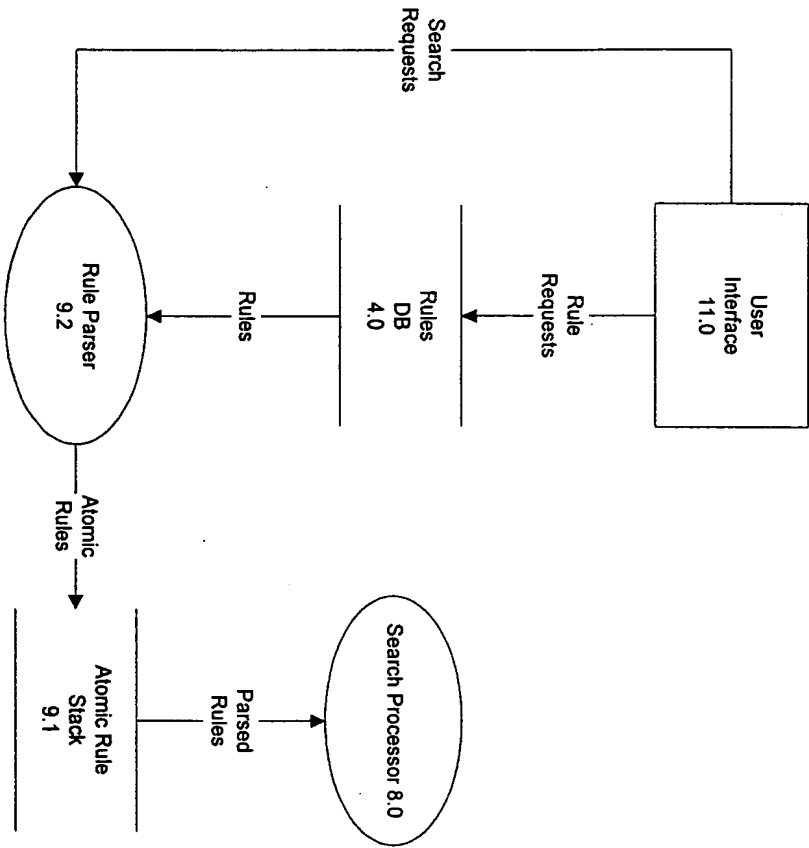 User
Interface
11.0
Search
Requests
Rule
Requests
Rules
DB
4.0
Rules
Rule Parser
9.2
Atomic
Rules
Atomic Rule
Stack
9.1
Parsed
Rules
Search Processor 8.0